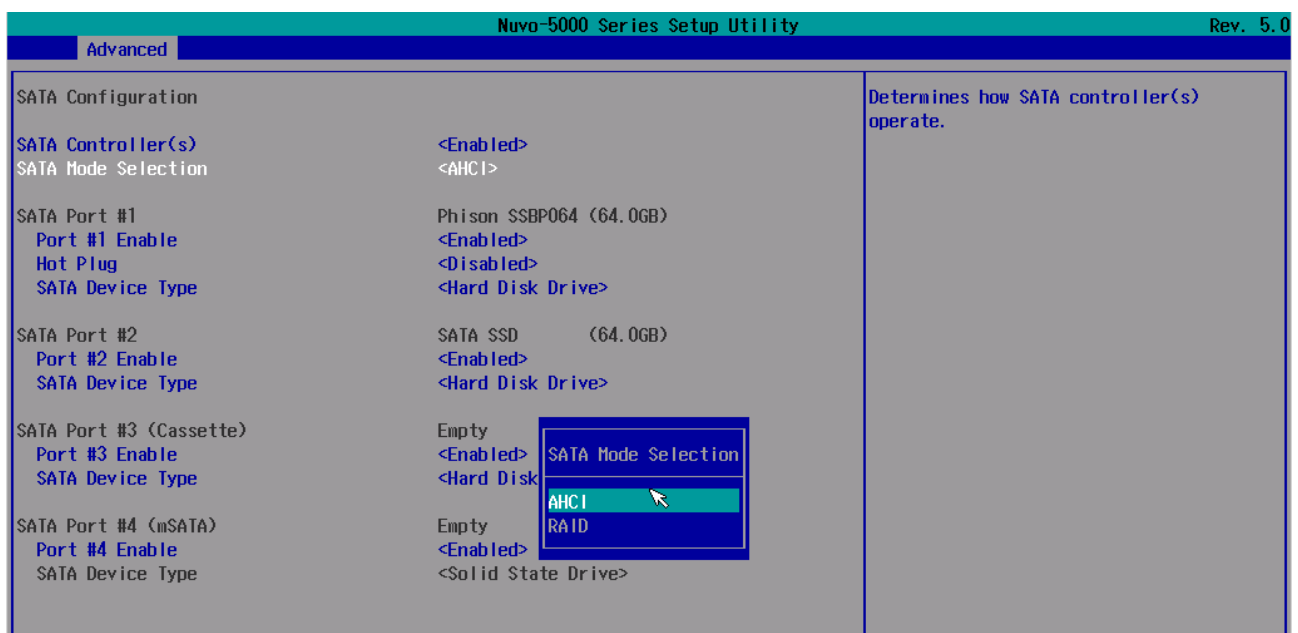 Nuvo-5000 Series Setup Utility Rev. 5.0
Advanced
SATA Configuration
Determines how SATA controller(s)
operate.
SATA Controller(s) <Enabled>
SATA Mode Selection <AHCI>
SATA Port #1 Phison SSBP064 (64.0GB)
Port #1 Enable <Enabled>
Hot Plug <Disabled>
SATA Device Type <Hard Disk Drive>
SATA Port #2 SATA SSD (64.0GB)
Port #2 Enable <Enabled>
SATA Device Type <Hard Disk Drive>
SATA Port #3 (Cassette) Empty
Port #3 Enable <Enabled>
SATA Device Type <Hard Disk
SATA Port #4 (mSATA) Empty
Port #4 Enable <Enabled>
SATA Device Type <Solid State Drive>
SATA Mode Selection
AHCI
RAID